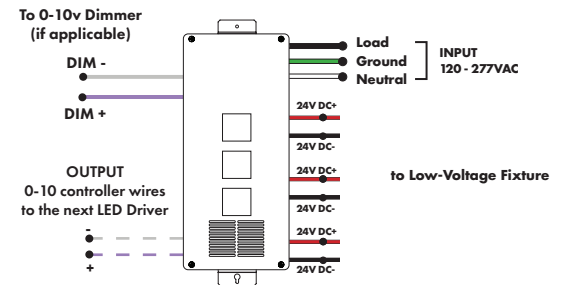 To 0-10v Dimmer
(if applicable)
DIM -
DIM +
OUTPUT
0-10 controller wires
to the next LED Driver
-
+
Load
Ground
Neutral
INPUT
120 - 277VAC
24V DC+
24V DC-
24V DC+
24V DC-
24V DC+
24V DC-
to Low-Voltage Fixture